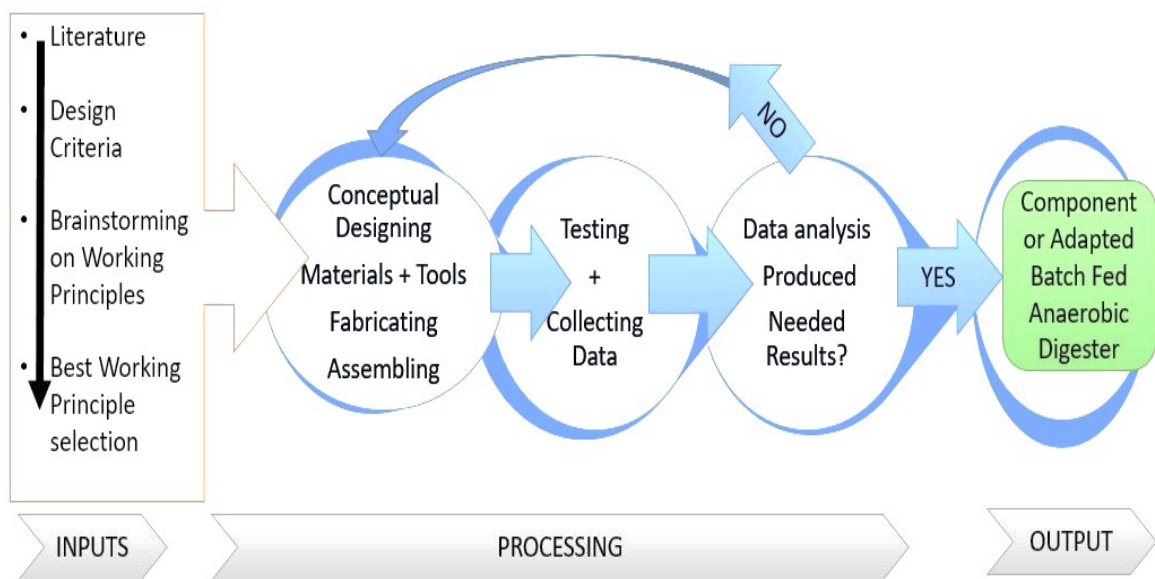 • Literature
• Design
Criteria
• Brainstorming
on Working
Principles
• Best Working
Principle
selection
Conceptual
Designing
Materials + Tools
Fabricating
Assembling
Testing
+
Collecting
Data
Data analysis
Produced
Needed
Results?
NO
YES
Component
or Adapted
Batch Fed
Anaerobic
Digester
INPUTS
PROCESSING
OUTPUT